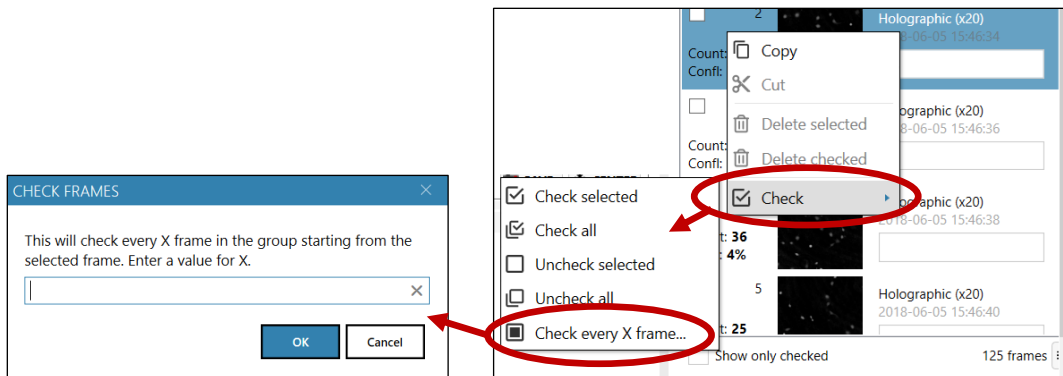 CHECK FRAMES
This will check every X frame in the group starting from the
selected frame. Enter a value for X.
OK
Cancel
Check selected
Check all
Uncheck selected
Uncheck all
Check every X frame...
Copy
Cut
Delete selected
Delete checked
Check
2
Holographic (x20)
8-06-05 15:46:34
Count:
Confl:
ographic (x20)
8-06-05 15:46:36
Count:
Confl:
ographic (x20)
2018-06-05 15:46:38
t: 36
: 4%
5
Holographic (x20)
2018-06-05 15:46:40
t: 25
Show only checked
125 frames